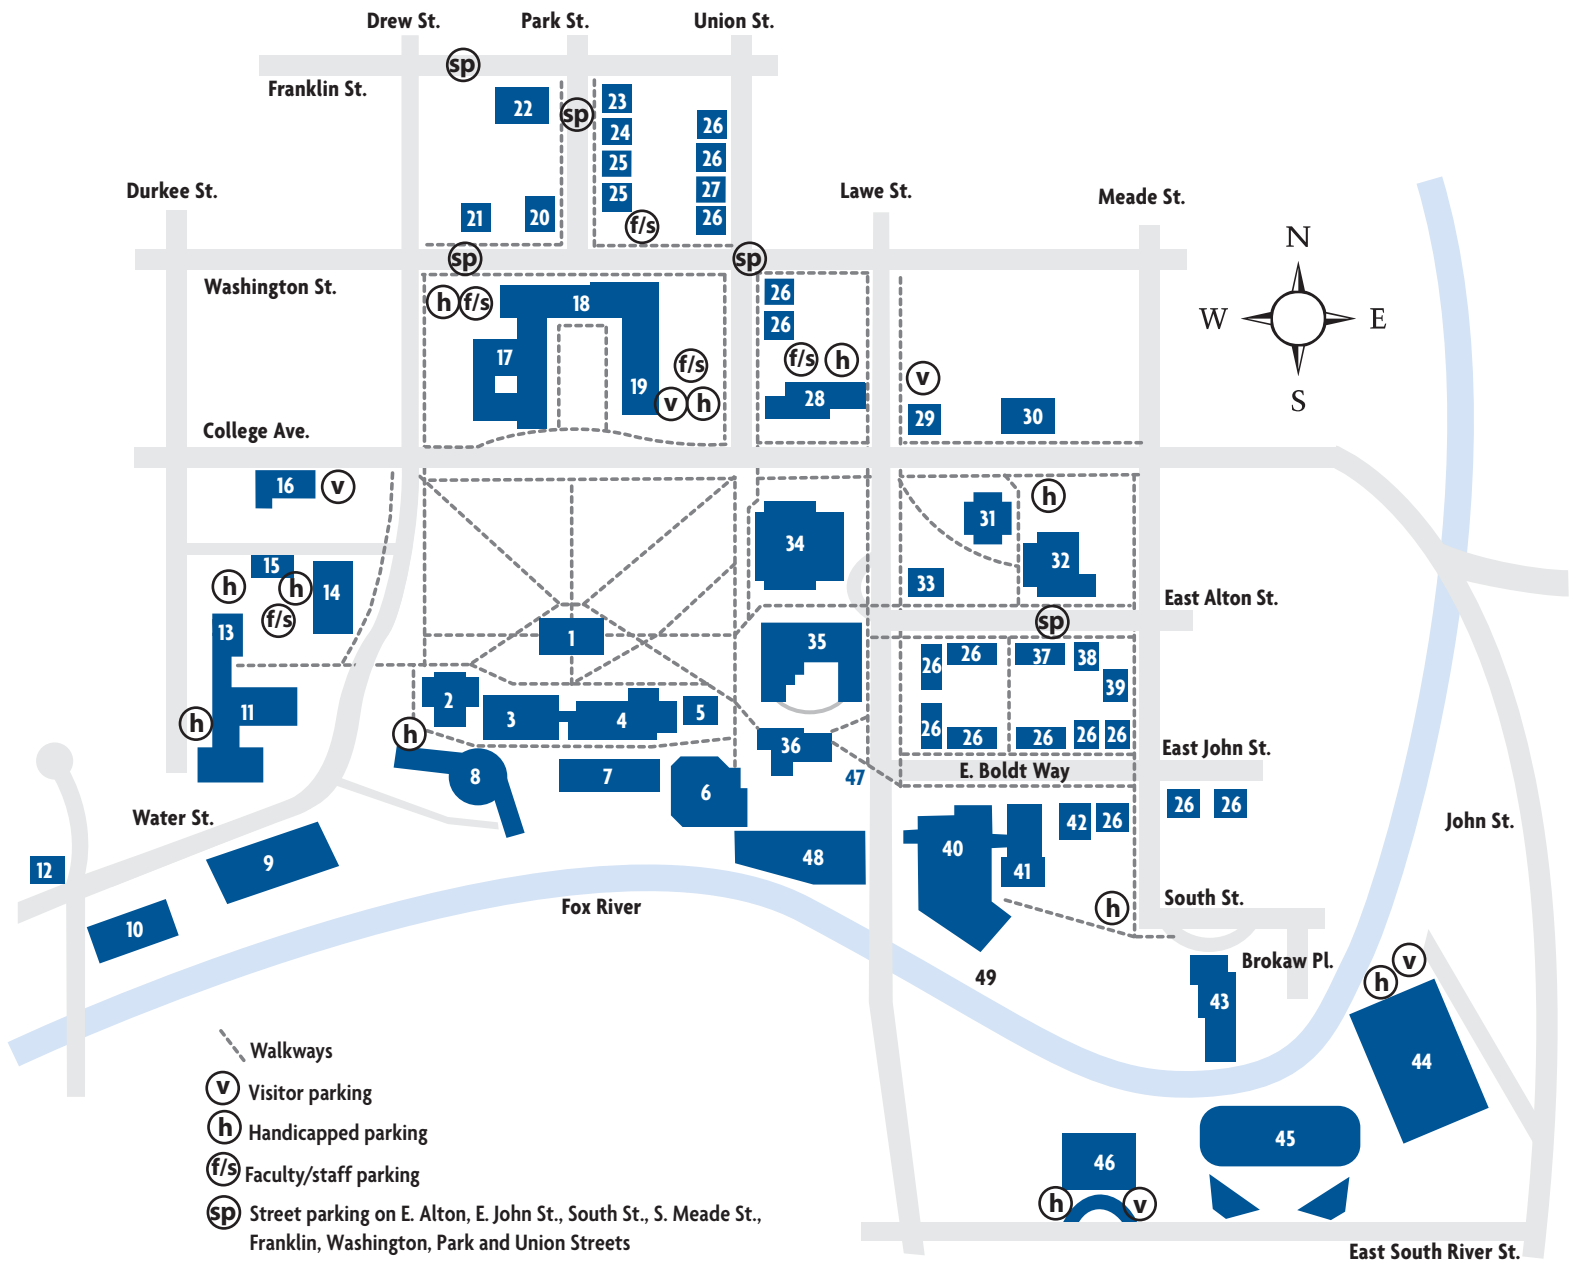 Drew St. Park St. Union St.
sp
Franklin St.
22 sp 23
24 26
25 26
25 27
26
Durkee St. Lawe St. Meade St.
21 20 f/s
sp sp
Washington St.
N
W E
S
h f/s 18 26
26
17 19 f/s f/s h
v h 28 v
29 30
College Ave.
16 v h
31
34 32
15 h h 14 33
f/s East Alton St.
13 1 35 sp
26 26 37 38
39
2 3 4 5
11 h h 26 26 26 26 26
36 East John St.
8 7 47 E. Boldt Way
6 26 26
Water St. 42 26 John St.
12 9 48 40 41
10 Fox River h South St.
49 Brokaw Pl. v
h
43
44
Walkways
v Visitor parking
h Handicapped parking
f/s Faculty/staff parking
sp Street parking on E. Alton, E. John St., South St., S. Meade St.,
Franklin, Washington, Park and Union Streets
45
46
h v
East South River St.